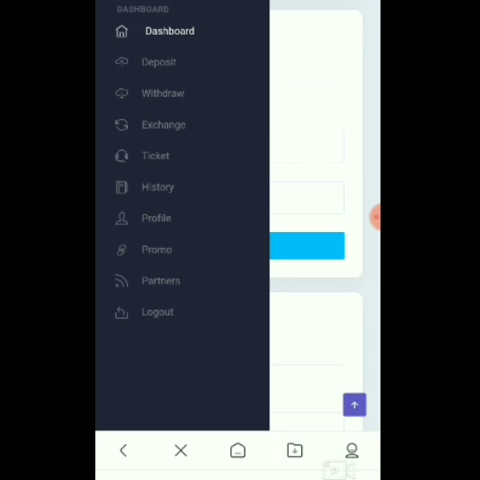 DASHBOARD
Dashboard
Deposit
Withdraw
Exchange
Ticket
History
Profile
Promo
Partners
Logout